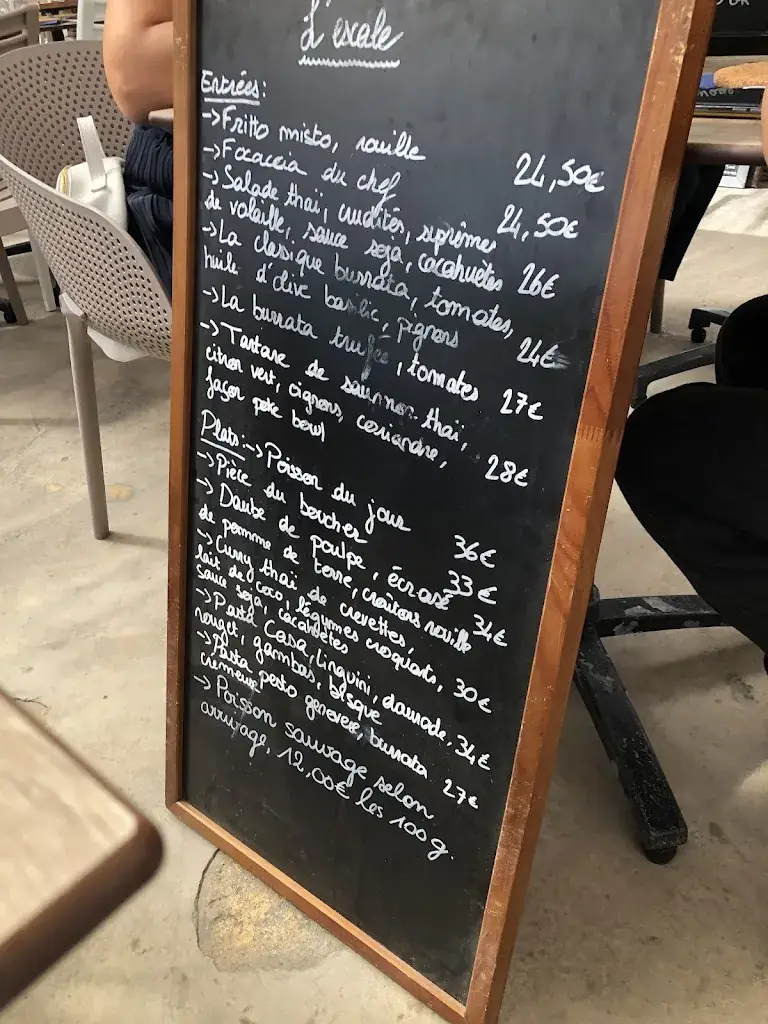 L'escale
Entrées:
-> Fritto misto, rouille 24,50€
-> Focaccia du chef 24,50€
-> Salade thaï, crudités, suprêmes
de volaille, sauce soja, cacahuètes 26€
-> La classique burrata, tomates,
huile d'olive basilic, pignons 24€
-> La burrata trufée, tomates 27€
-> Tartare de saumon thaï,
citron vert, oignons, coriandre,
façon poke bowl 28€
Plats: -> Poisson du jour 36€
-> Pièce du boucher 33€
-> Daube de poulpe, écrasé
de pomme de terre, croûtons rouille 34€
-> Curry thaï de crevettes,
lait de coco, légumes croquants,
sauce soja, cacahuètes 30€
-> Pasta Casa, linguini, daurade,
rouget, gambas, bisque 34€
-> Pasta pesto genovese, burrata
crémeuse 27€
-> Poisson sauvage selon
arrivage, 12,00€ les 100g.